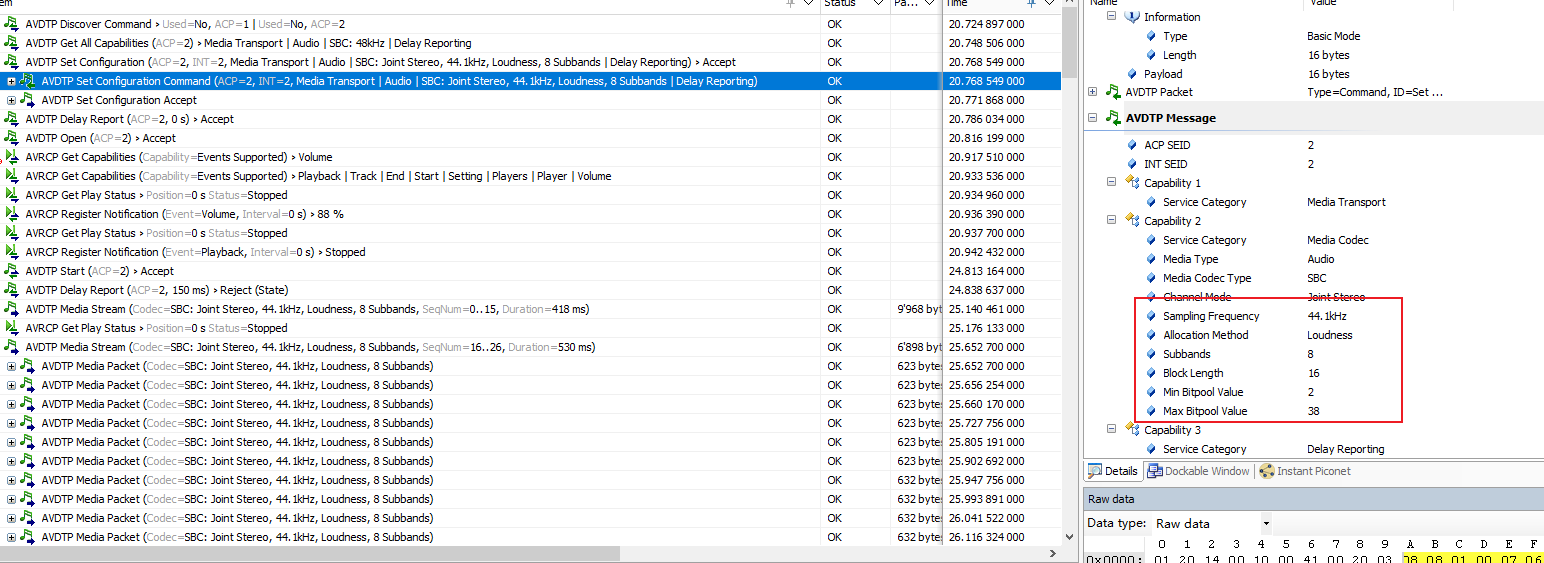 em Status Pa... Time
AVDTP Discover Command > Used=No, ACP=1 | Used=No, ACP=2 OK 20.724 897 000
AVDTP Get All Capabilities (ACP=2) > Media Transport | Audio | SBC: 48kHz | Delay Reporting OK 20.748 506 000
AVDTP Set Configuration (ACP=2, INT=2, Media Transport | Audio | SBC: Joint Stereo, 44.1kHz, Loudness, 8 Subbands | Delay Reporting) > Accept OK 20.768 549 000
AVDTP Set Configuration Command (ACP=2, INT=2, Media Transport | Audio | SBC: Joint Stereo, 44.1kHz, Loudness, 8 Subbands | Delay Reporting) OK 20.768 549 000
AVDTP Set Configuration Accept OK 20.771 868 000
AVDTP Delay Report (ACP=2, 0 s) > Accept OK 20.786 034 000
AVDTP Open (ACP=2) > Accept OK 20.816 199 000
AVRCP Get Capabilities (Capability=Events Supported) > Volume OK 20.917 510 000
AVRCP Get Capabilities (Capability=Events Supported) > Playback | Track | End | Start | Setting | Players | Player | Volume OK 20.933 536 000
AVRCP Get Play Status > Position=0 s Status=Stopped OK 20.934 960 000
AVRCP Register Notification (Event=Volume, Interval=0 s) > 88 % OK 20.936 390 000
AVRCP Get Play Status > Position=0 s Status=Stopped OK 20.937 700 000
AVRCP Register Notification (Event=Playback, Interval=0 s) > Stopped OK 20.942 432 000
AVDTP Start (ACP=2) > Accept OK 24.813 164 000
AVDTP Delay Report (ACP=2, 150 ms) > Reject (State) OK 24.838 637 000
AVDTP Media Stream (Codec=SBC: Joint Stereo, 44.1kHz, Loudness, 8 Subbands, SeqNum=0..15, Duration=418 ms) OK 9'968 byt 25.140 461 000
AVRCP Get Play Status > Position=0 s Status=Stopped OK 25.176 133 000
AVDTP Media Stream (Codec=SBC: Joint Stereo, 44.1kHz, Loudness, 8 Subbands, SeqNum=16..26, Duration=530 ms) OK 6'898 byt 25.652 700 000
AVDTP Media Packet (Codec=SBC: Joint Stereo, 44.1kHz, Loudness, 8 Subbands) OK 623 bytes 25.652 700 000
AVDTP Media Packet (Codec=SBC: Joint Stereo, 44.1kHz, Loudness, 8 Subbands) OK 623 bytes 25.656 254 000
AVDTP Media Packet (Codec=SBC: Joint Stereo, 44.1kHz, Loudness, 8 Subbands) OK 623 bytes 25.660 170 000
AVDTP Media Packet (Codec=SBC: Joint Stereo, 44.1kHz, Loudness, 8 Subbands) OK 623 bytes 25.727 756 000
AVDTP Media Packet (Codec=SBC: Joint Stereo, 44.1kHz, Loudness, 8 Subbands) OK 623 bytes 25.805 191 000
AVDTP Media Packet (Codec=SBC: Joint Stereo, 44.1kHz, Loudness, 8 Subbands) OK 623 bytes 25.902 692 000
AVDTP Media Packet (Codec=SBC: Joint Stereo, 44.1kHz, Loudness, 8 Subbands) OK 632 bytes 25.947 756 000
AVDTP Media Packet (Codec=SBC: Joint Stereo, 44.1kHz, Loudness, 8 Subbands) OK 632 bytes 25.993 891 000
AVDTP Media Packet (Codec=SBC: Joint Stereo, 44.1kHz, Loudness, 8 Subbands) OK 632 bytes 26.041 522 000
AVDTP Media Packet (Codec=SBC: Joint Stereo, 44.1kHz, Loudness, 8 Subbands) OK 632 bytes 26.116 324 000
Name Value
Information
Type Basic Mode
Length 16 bytes
Payload 16 bytes
AVDTP Packet Type=Command, ID=Set ...
AVDTP Message
ACP SEID 2
INT SEID 2
Capability 1
Service Category Media Transport
Capability 2
Service Category Media Codec
Media Type Audio
Media Codec Type SBC
Channel Mode Joint Stereo
Sampling Frequency 44.1kHz
Allocation Method Loudness
Subbands 8
Block Length 16
Min Bitpool Value 2
Max Bitpool Value 38
Capability 3
Service Category Delay Reporting
Details Dockable Window Instant Piconet
Raw data
Data type: Raw data
0 1 2 3 4 5 6 7 8 9 A B C D E F
0x0000: 01 20 14 00 10 00 41 00 20 03 08 08 01 00 07 06